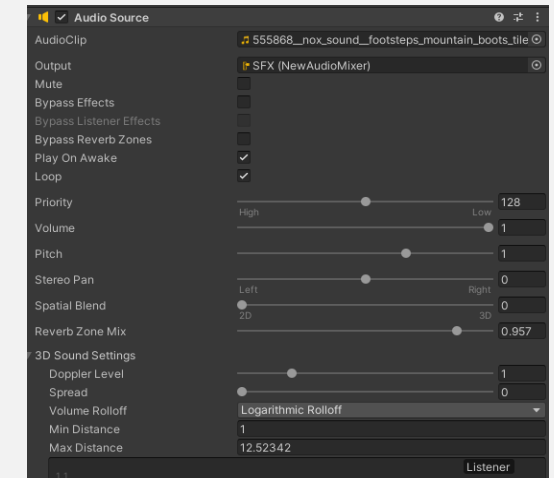 Audio Source
AudioClip 555868__nox_sound__footsteps_mountain_boots_tile
Output SFX (NewAudioMixer)
Mute
Bypass Effects
Bypass Listener Effects
Bypass Reverb Zones
Play On Awake
Loop
Priority 128
High Low
Volume 1
Pitch 1
Stereo Pan 0
Left Right
Spatial Blend 0
2D 3D
Reverb Zone Mix 0.957
3D Sound Settings
Doppler Level 1
Spread 0
Volume Rolloff Logarithmic Rolloff
Min Distance 1
Max Distance 12.52342
Listener
1.1